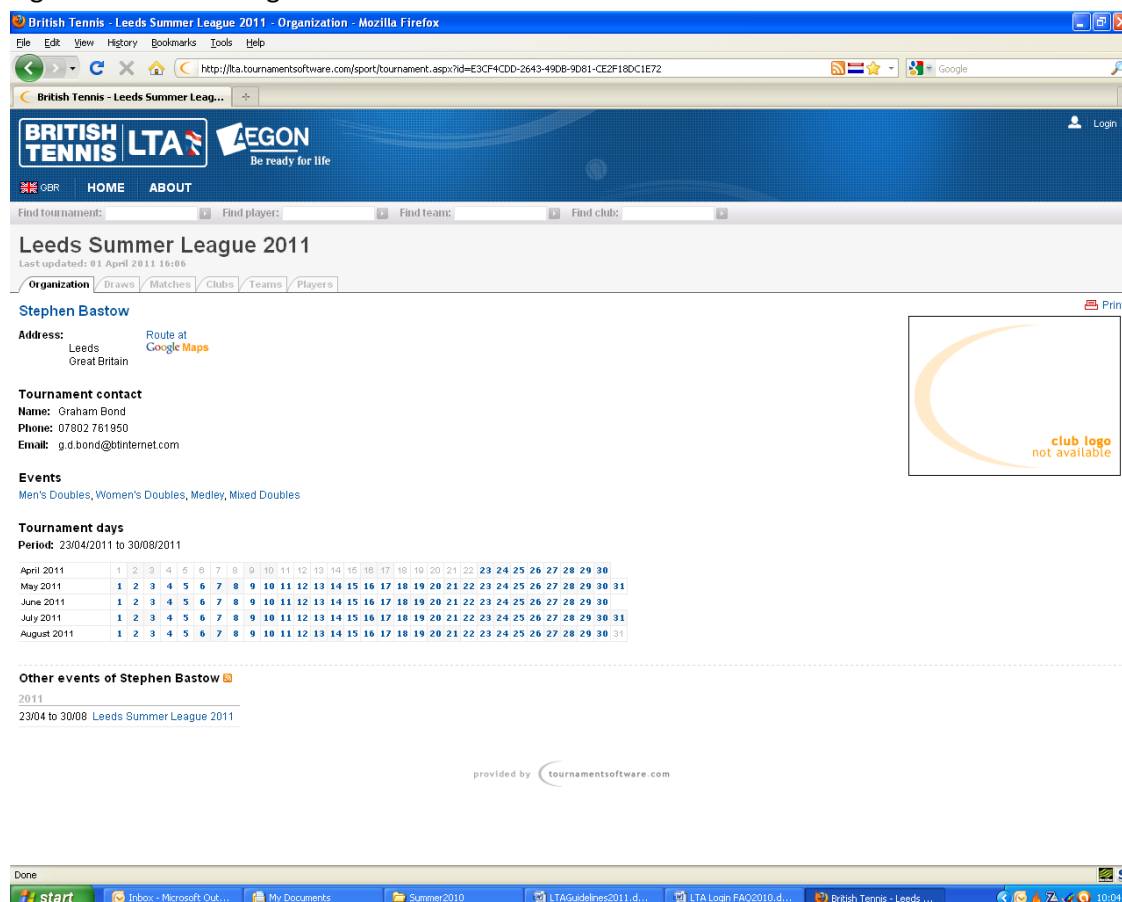 British Tennis - Leeds Summer League 2011 - Organization - Mozilla Firefox
File Edit View History Bookmarks Tools Help
http://lta.tournamentsoftware.com/sport/tournament.aspx?id=E3CF4CDD-2643-49DB-9D81-CE2F18DC1E72 Google
British Tennis - Leeds Summer Leag...
BRITISH TENNIS LTA AEGON
Be ready for life
Login
GBR HOME ABOUT
Find tournament: Find player: Find team: Find club:
Leeds Summer League 2011
Last updated: 01 April 2011 16:06
Organization Draws Matches Clubs Teams Players
Stephen Bastow
Print
Address: Route at
Leeds Google Maps
Great Britain
Tournament contact
Name: Graham Bond
Phone: 07802 761950
Email: g.d.bond@btinternet.com
club logo
not available
Events
Men's Doubles, Women's Doubles, Medley, Mixed Doubles
Tournament days
Period: 23/04/2011 to 30/08/2011
April 2011 1 2 3 4 5 6 7 8 9 10 11 12 13 14 15 16 17 18 19 20 21 22 23 24 25 26 27 28 29 30
May 2011 1 2 3 4 5 6 7 8 9 10 11 12 13 14 15 16 17 18 19 20 21 22 23 24 25 26 27 28 29 30 31
June 2011 1 2 3 4 5 6 7 8 9 10 11 12 13 14 15 16 17 18 19 20 21 22 23 24 25 26 27 28 29 30
July 2011 1 2 3 4 5 6 7 8 9 10 11 12 13 14 15 16 17 18 19 20 21 22 23 24 25 26 27 28 29 30 31
August 2011 1 2 3 4 5 6 7 8 9 10 11 12 13 14 15 16 17 18 19 20 21 22 23 24 25 26 27 28 29 30 31
Other events of Stephen Bastow
2011
23/04 to 30/08 Leeds Summer League 2011
provided by tournamentsoftware.com
Done
start Inbox - Microsoft Out... My Documents Summer2010 LTAGuidelines2011.d... LTA Login FAQ2010.d... British Tennis - Leeds ... 10:04